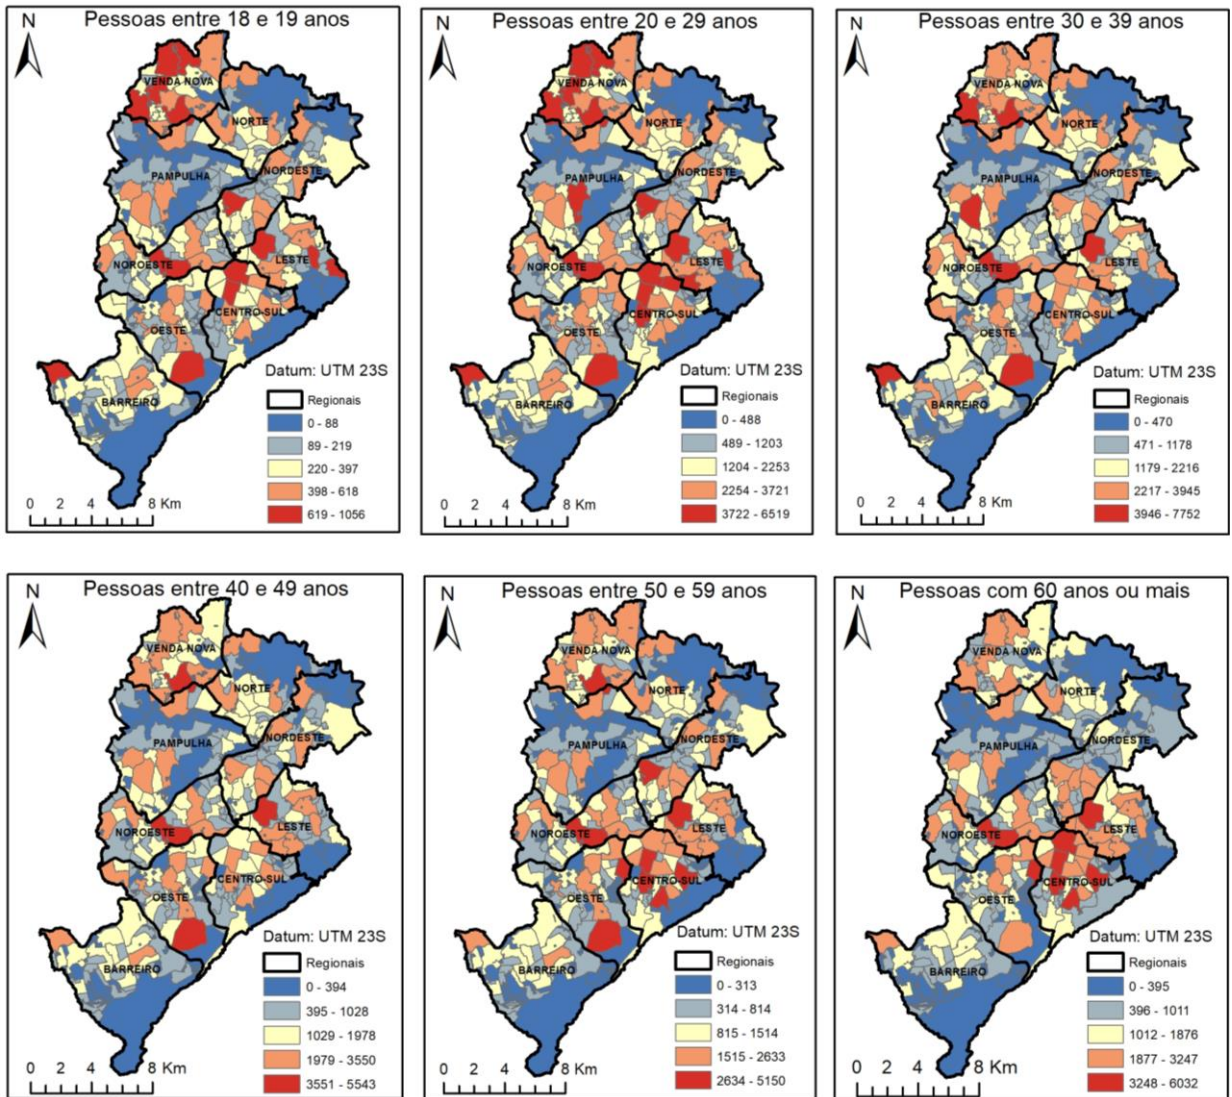 Pessoas entre 18 e 19 anos
N
VENDA NOVA
NORTE
PAMPULHA
NORDESTE
NOROESTE
LESTE
CENTRO-SUL
OESTE
BARREIRO
Datum: UTM 23S
Regionais
0 - 88
89 - 219
220 - 397
398 - 618
619 - 1056
0 2 4 8 Km
Pessoas entre 20 e 29 anos
N
VENDA NOVA
NORTE
PAMPULHA
NORDESTE
NOROESTE
LESTE
CENTRO-SUL
OESTE
BARREIRO
Datum: UTM 23S
Regionais
0 - 488
489 - 1203
1204 - 2253
2254 - 3721
3722 - 6519
0 2 4 8 Km
Pessoas entre 30 e 39 anos
N
VENDA NOVA
NORTE
PAMPULHA
NORDESTE
NOROESTE
LESTE
CENTRO-SUL
OESTE
BARREIRO
Datum: UTM 23S
Regionais
0 - 470
471 - 1178
1179 - 2216
2217 - 3945
3946 - 7752
0 2 4 8 Km
Pessoas entre 40 e 49 anos
N
VENDA NOVA
NORTE
PAMPULHA
NORDESTE
NOROESTE
LESTE
CENTRO-SUL
OESTE
BARREIRO
Datum: UTM 23S
Regionais
0 - 394
395 - 1028
1029 - 1978
1979 - 3550
3551 - 5543
0 2 4 8 Km
Pessoas entre 50 e 59 anos
N
VENDA NOVA
NORTE
PAMPULHA
NORDESTE
NOROESTE
LESTE
CENTRO-SUL
OESTE
BARREIRO
Datum: UTM 23S
Regionais
0 - 313
314 - 814
815 - 1514
1515 - 2633
2634 - 5150
0 2 4 8 Km
Pessoas com 60 anos ou mais
N
VENDA NOVA
NORTE
PAMPULHA
NORDESTE
NOROESTE
LESTE
CENTRO-SUL
OESTE
BARREIRO
Datum: UTM 23S
Regionais
0 - 395
396 - 1011
1012 - 1876
1877 - 3247
3248 - 6032
0 2 4 8 Km